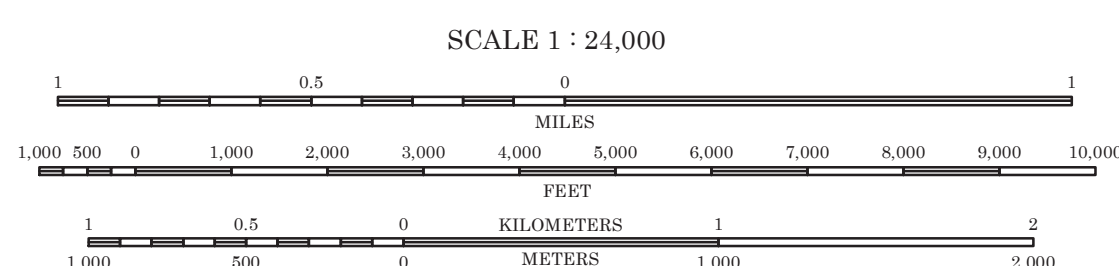 SCALE 1 : 24,000
1 0.5 0 1
MILES
1,000 500 0 1,000 2,000 3,000 4,000 5,000 6,000 7,000 8,000 9,000 10,000
FEET
1 0.5 0 KILOMETERS 1 2
1,000 500 0 METERS 1,000 2,000